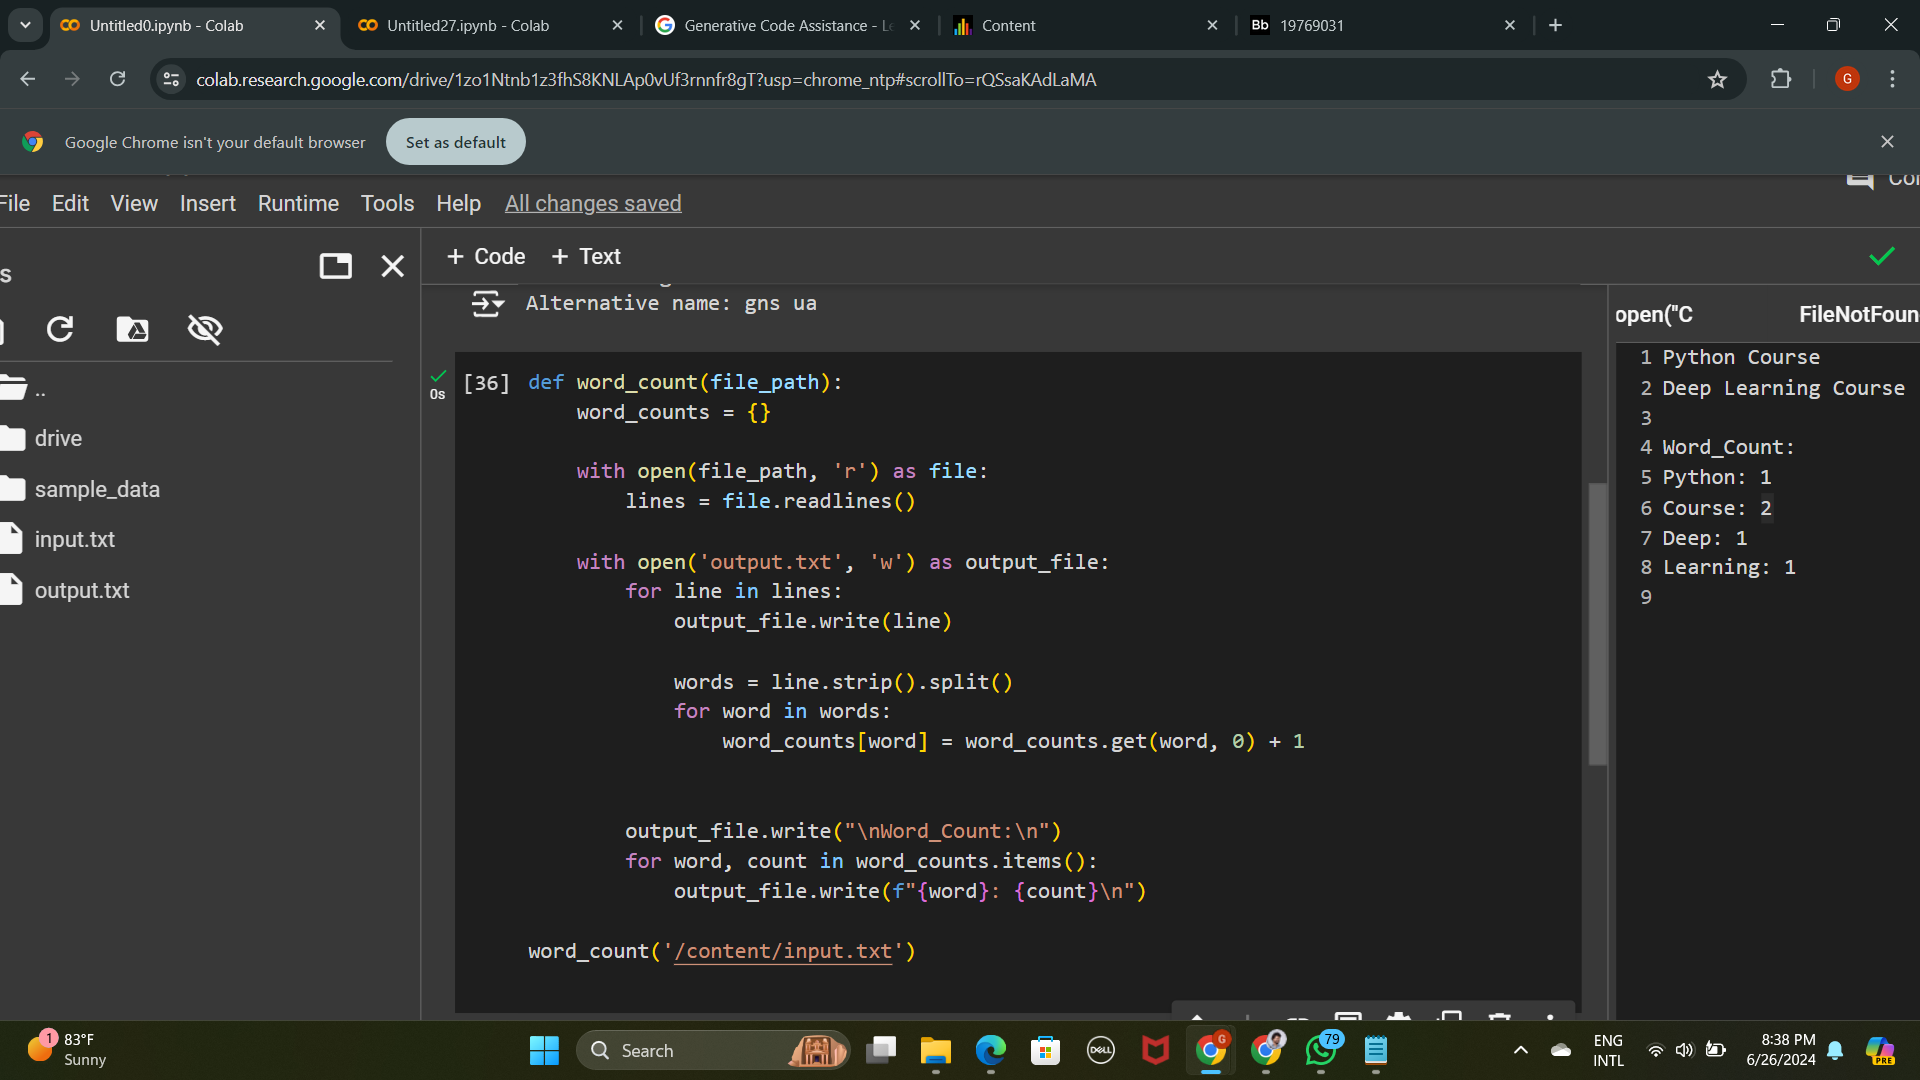 Untitled0.ipynb - Colab
Untitled27.ipynb - Colab
Generative Code Assistance - Le
Content
Bb 19769031
colab.research.google.com/drive/1zo1Ntnb1z3fhS8KNLAp0vUf3rnnfr8gT?usp=chrome_ntp#scrollTo=rQSsaKAdLaMA
G
Google Chrome isn't your default browser
Set as default
File Edit View Insert Runtime Tools Help All changes saved
s
+ Code + Text
..
drive
sample_data
input.txt
output.txt
Alternative name: gns ua
0s
[36] def word_count(file_path):
word_counts = {}
with open(file_path, 'r') as file:
lines = file.readlines()
with open('output.txt', 'w') as output_file:
for line in lines:
output_file.write(line)
words = line.strip().split()
for word in words:
word_counts[word] = word_counts.get(word, 0) + 1
output_file.write("\nWord_Count:\n")
for word, count in word_counts.items():
output_file.write(f"{word}: {count}\n")
word_count('/content/input.txt')
open("C FileNotFoun
1 Python Course
2 Deep Learning Course
3
4 Word_Count:
5 Python: 1
6 Course: 2
7 Deep: 1
8 Learning: 1
9
1
83°F
Sunny
Search
DELL
G
79
ENG
INTL
8:38 PM
6/26/2024
PRE